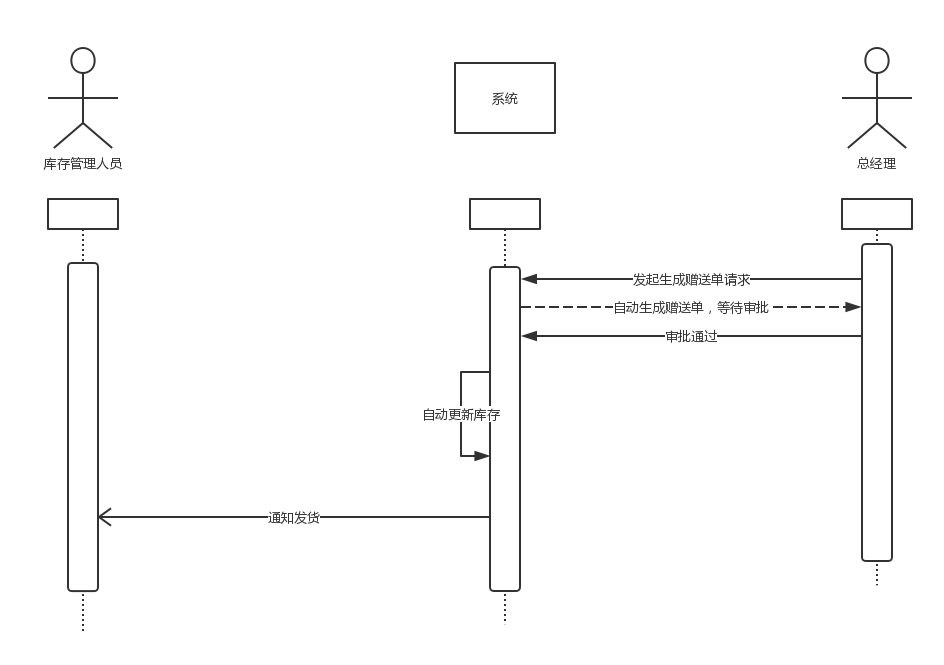 系统
库存管理人员
总经理
发起生成赠送单请求
自动生成赠送单，等待审批
审批通过
自动更新库存
通知发货